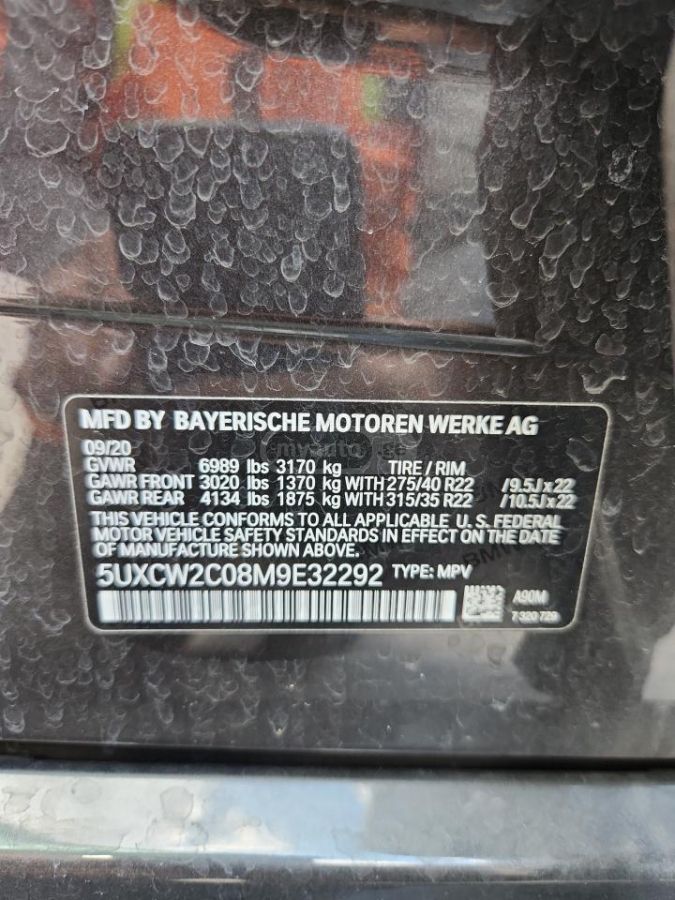 MFD BY BAYERISCHE MOTOREN WERKE AG
09/20
GVWR 6989 lbs 3170 kg TIRE / RIM
GAWR FRONT 3020 lbs 1370 kg WITH 275/40 R22 /9.5J x 22
GAWR REAR 4134 lbs 1875 kg WITH 315/35 R22 /10.5J x 22
THIS VEHICLE CONFORMS TO ALL APPLICABLE U.S. FEDERAL
MOTOR VEHICLE SAFETY STANDARDS IN EFFECT ON THE
DATE OF MANUFACTURE SHOWN ABOVE.
5UXCW2C08M9E32292 TYPE: MPV
A90M
7 320 729
myauto.ge